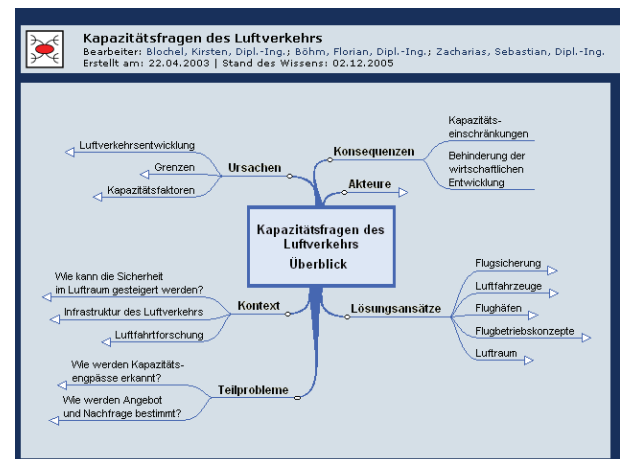 Kapazitätsfragen des Luftverkehrs
Bearbeiter: Blochel, Kirsten, Dipl.-Ing.; Böhm, Florian, Dipl.-Ing.; Zacharias, Sebastian, Dipl.-Ing.
Erstellt am: 22.04.2003 | Stand des Wissens: 02.12.2005
Luftverkehrsentwicklung
Grenzen
Kapazitätsfaktoren
Ursachen
Konsequenzen
Kapazitäts-
einschränkungen
Behinderung der
wirtschaftlichen
Entwicklung
Akteure
Kapazitätsfragen des
Luftverkehrs
Überblick
Wie kann die Sicherheit
im Luftraum gesteigert werden?
Infrastruktur des Luftverkehrs
Luftfahrtforschung
Kontext
Lösungsansätze
Flugsicherung
Luftfahrzeuge
Flughäfen
Flugbetriebskonzepte
Luftraum
Wie werden Kapazitäts-
engpässe erkannt?
Wie werden Angebot
und Nachfrage bestimmt?
Teilprobleme